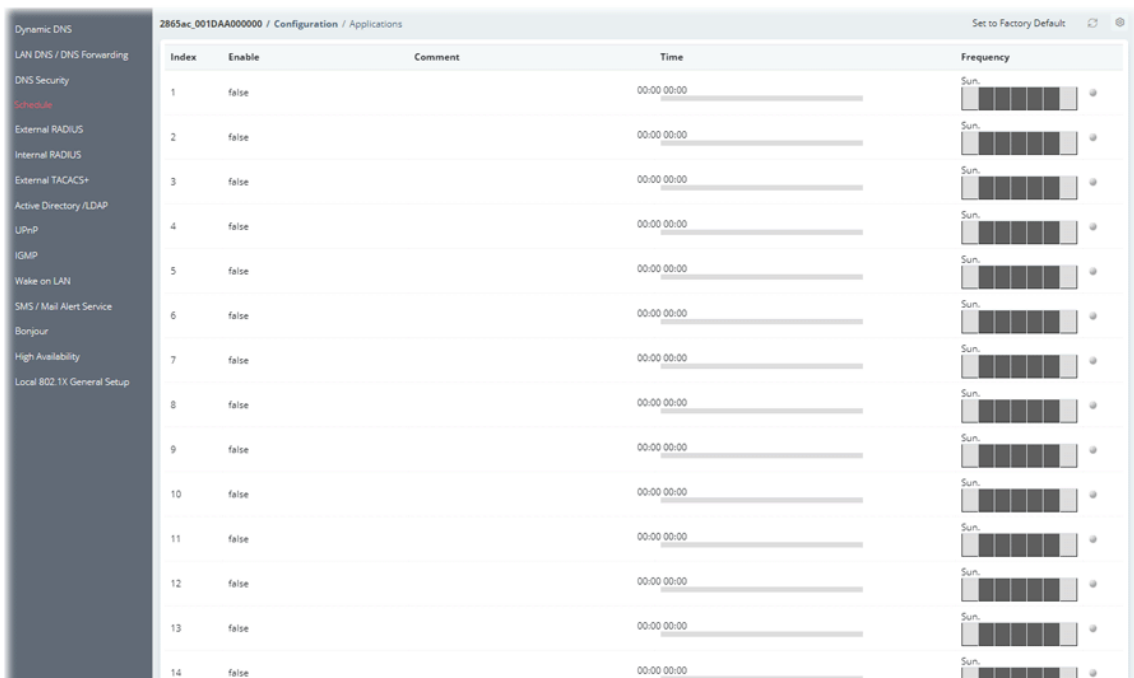 Dynamic DNS
LAN DNS / DNS Forwarding
DNS Security
Schedule
External RADIUS
Internal RADIUS
External TACACS+
Active Directory /LDAP
UPnP
IGMP
Wake on LAN
SMS / Mail Alert Service
Bonjour
High Availability
Local 802.1X General Setup
2865ac_001DAA000000 / Configuration / Applications Set to Factory Default
Index Enable Comment Time Frequency
1 false 00:00 00:00 Sun.
2 false 00:00 00:00 Sun.
3 false 00:00 00:00 Sun.
4 false 00:00 00:00 Sun.
5 false 00:00 00:00 Sun.
6 false 00:00 00:00 Sun.
7 false 00:00 00:00 Sun.
8 false 00:00 00:00 Sun.
9 false 00:00 00:00 Sun.
10 false 00:00 00:00 Sun.
11 false 00:00 00:00 Sun.
12 false 00:00 00:00 Sun.
13 false 00:00 00:00 Sun.
14 false 00:00 00:00 Sun.